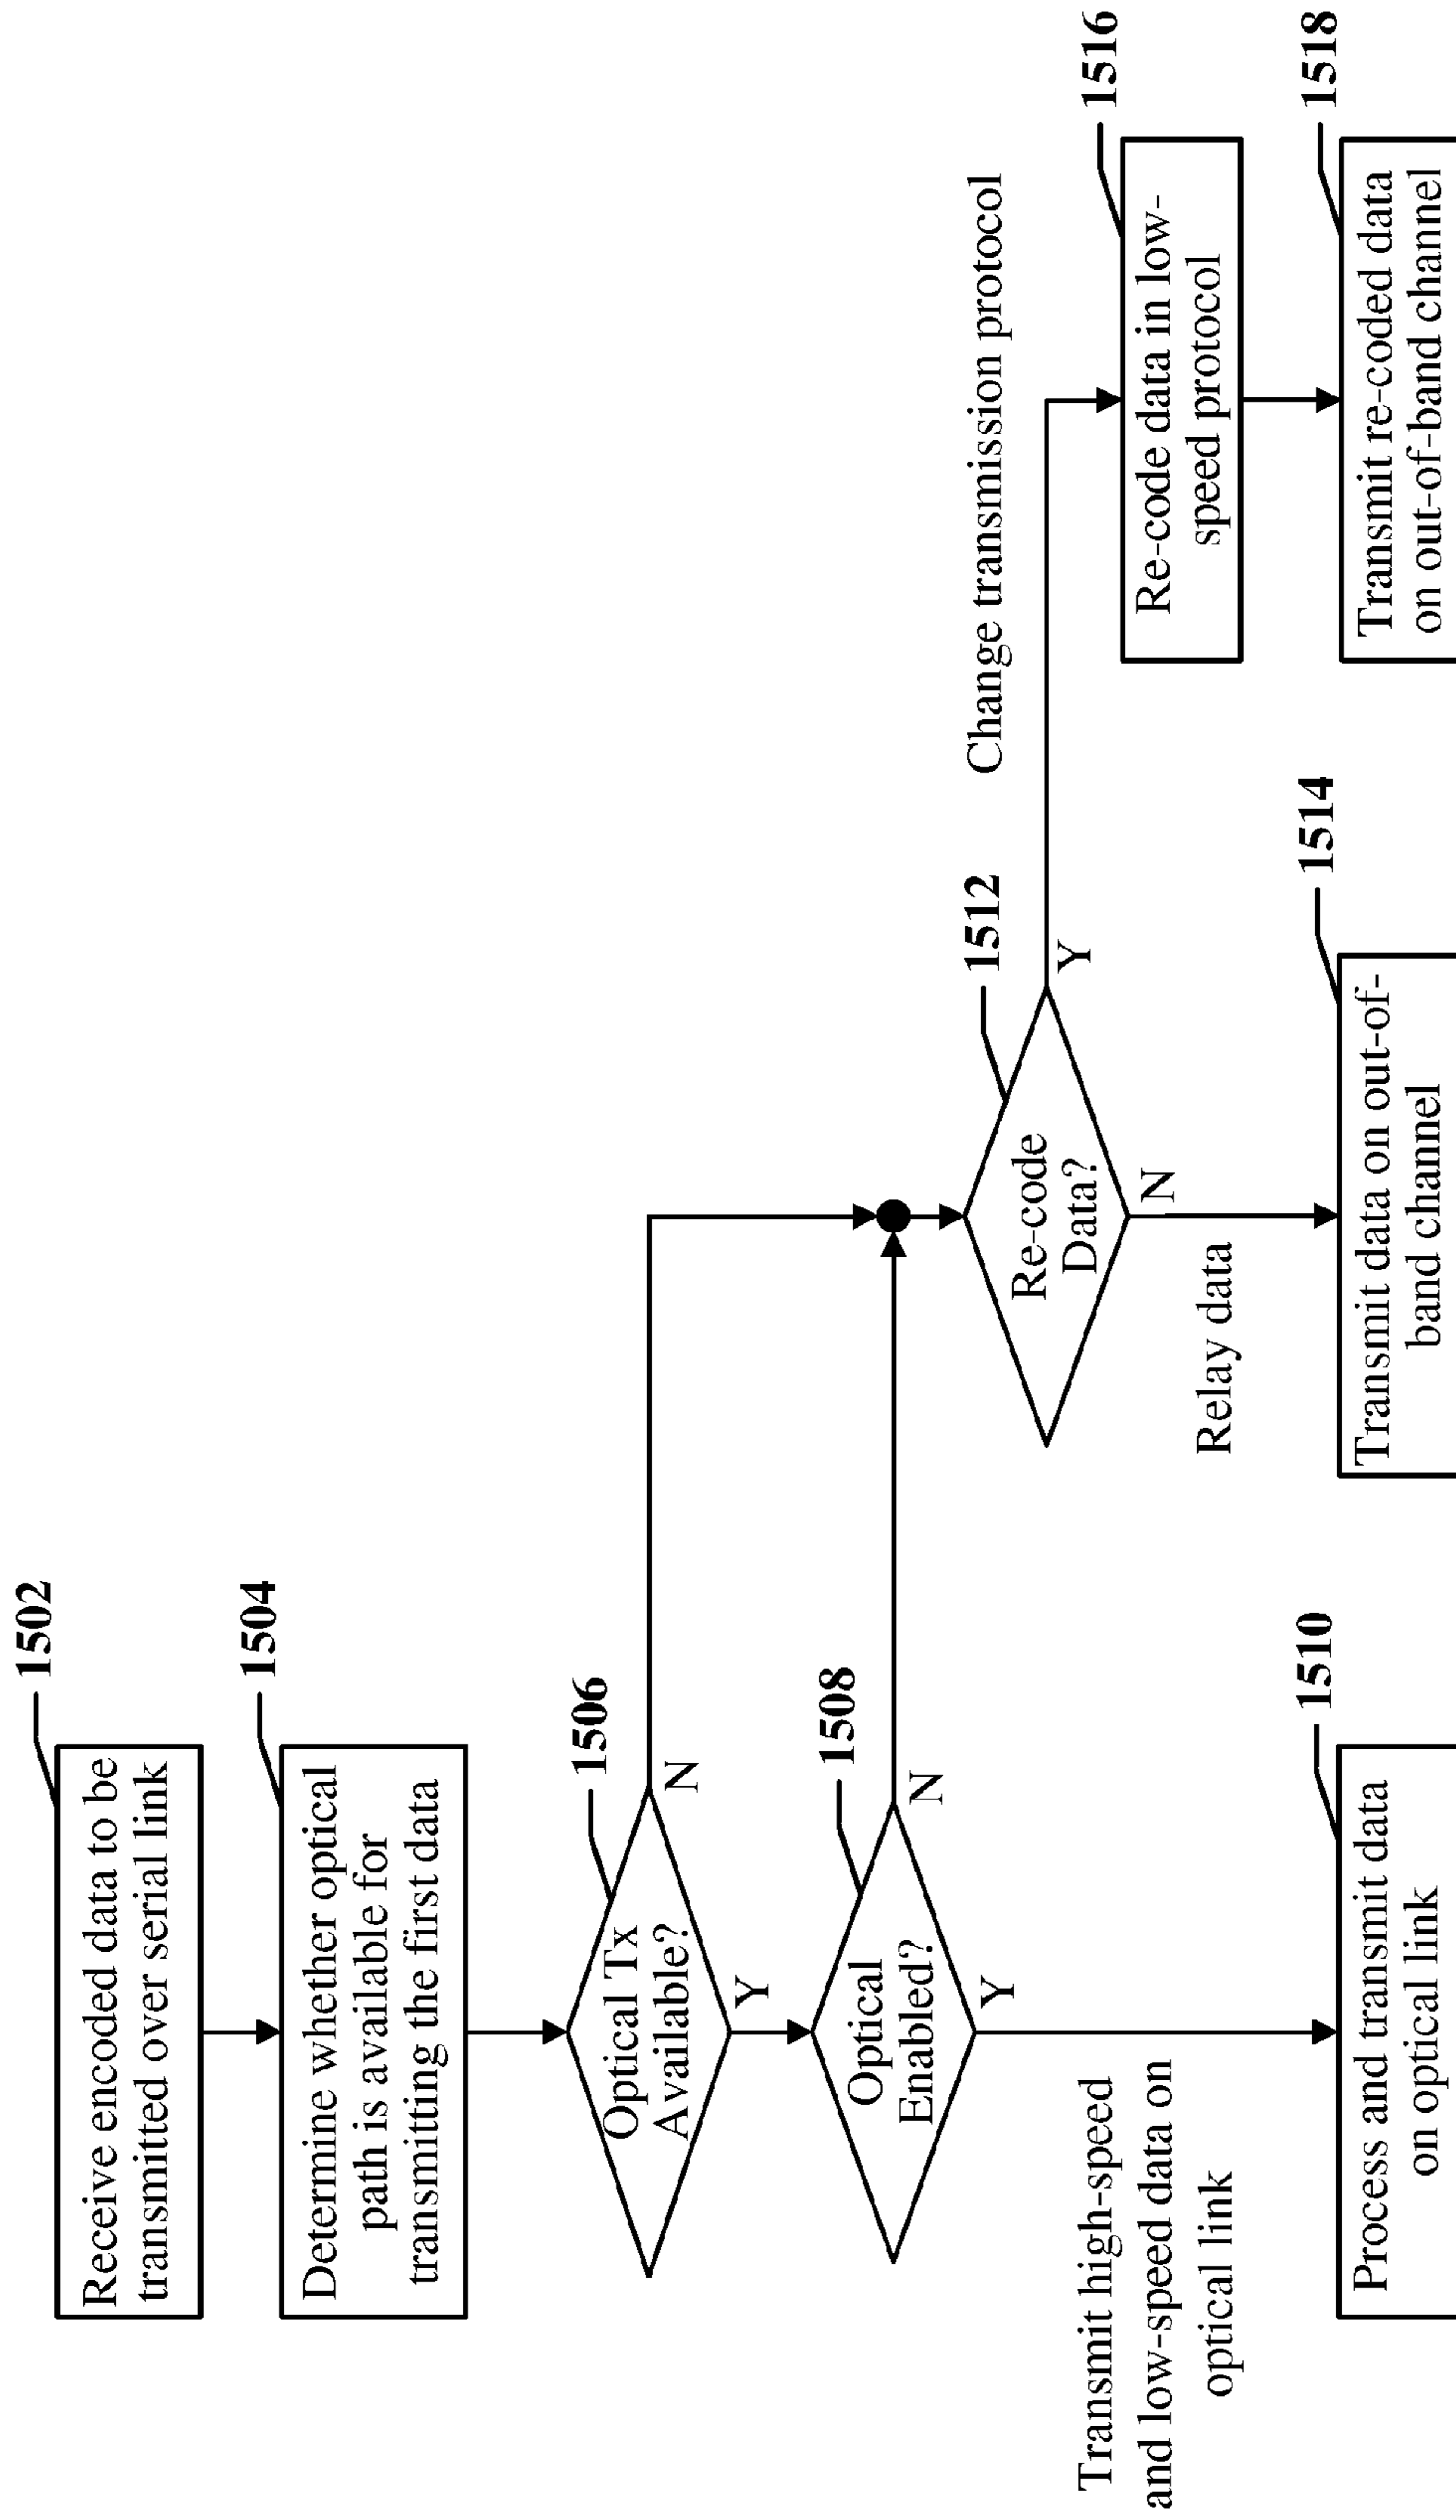 1502
Receive encoded data to be
transmitted over serial link
1504
Determine whether optical
path is available for
transmitting the first data
1506
Optical Tx
Available?
N
Y
1508
Optical
Enabled?
N
Y
Transmit high-speed
and low-speed data on
optical link
1510
Process and transmit data
on optical link
1512
Re-code
Data?
Y
N
Relay data
1514
Transmit data on out-of-
band channel
Change transmission protocol
1516
Re-code data in low-
speed protocol
1518
Transmit re-coded data
on out-of-band channel